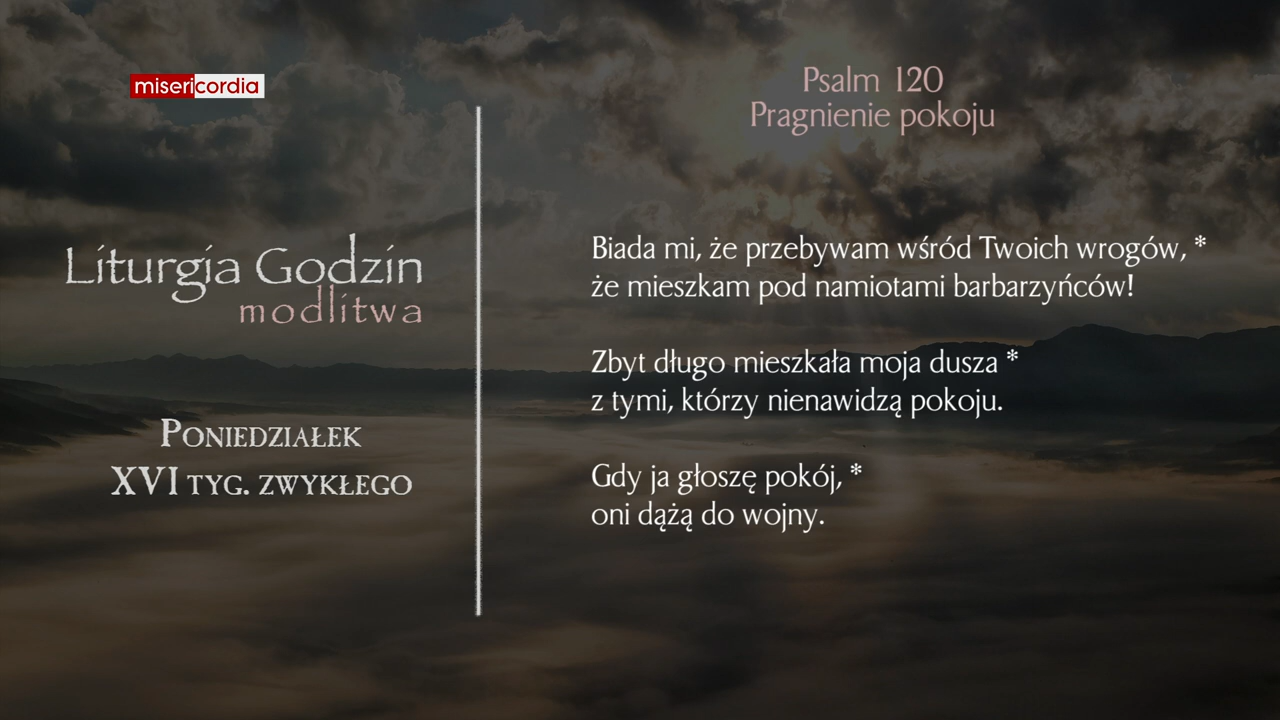 misericordia
Liturgia Godzin
modlitwa
Poniedziałek
XVI tyg. zwykłego
Psalm 120
Pragnienie pokoju
Biada mi, że przebywam wśród Twoich wrogów, *
że mieszkam pod namiotami barbarzyńców!
Zbyt długo mieszkała moja dusza *
z tymi, którzy nienawidzą pokoju.
Gdy ja głoszę pokój, *
oni dążą do wojny.